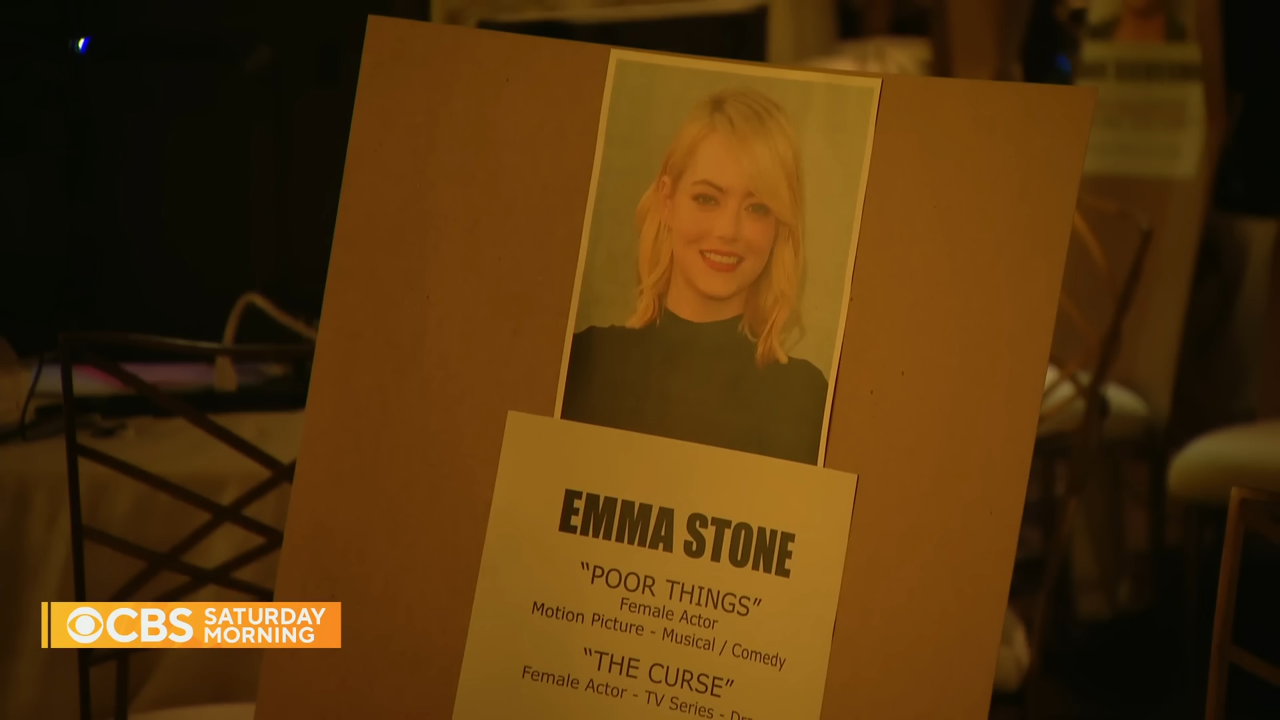 EMMA STONE
"POOR THINGS"
Female Actor
Motion Picture - Musical / Comedy
"THE CURSE"
Female Actor - TV Series -
CBS SATURDAY
MORNING